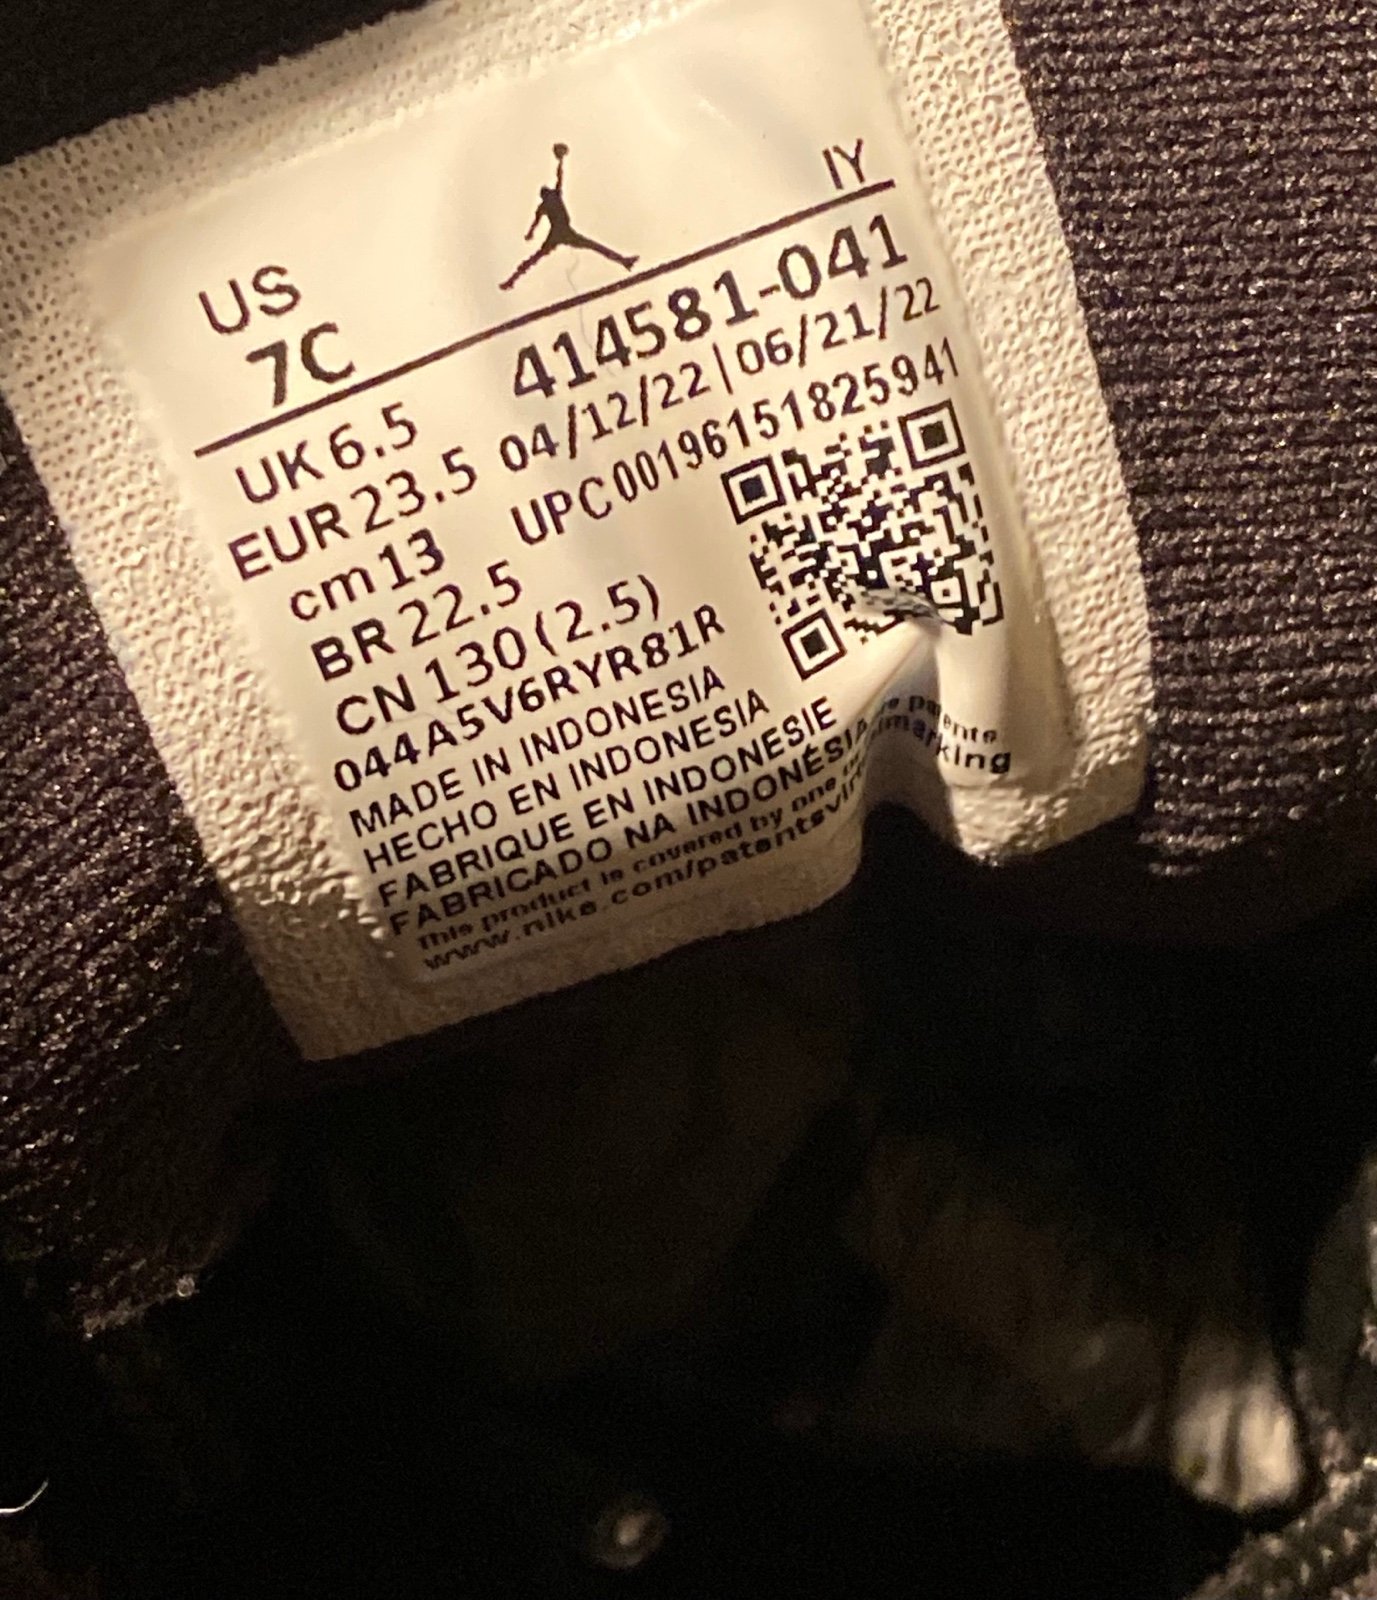 US
7C
IY
UK 6.5
414581-041
EUR 23.5
04/12/22 | 06/21/22
cm 13
UPC 00196151825941
BR 22.5
CN 130 (2.5)
044A5V6RYR81R
MADE IN INDONESIA
HECHO EN INDONESIA
FABRIQUE EN INDONESIE
FABRICADO NA INDONÉSIA
This product is covered by one patents
www.nike.com/patentsvir marking